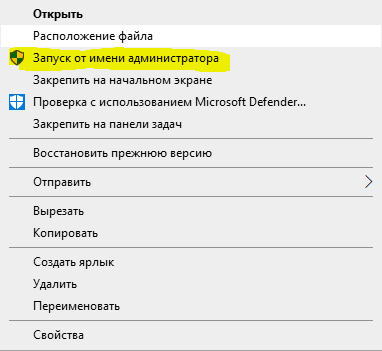 Открыть
Расположение файла
Запуск от имени администратора
Закрепить на начальном экране
Проверка с использованием Microsoft Defender...
Закрепить на панели задач
Восстановить прежнюю версию
Отправить
Вырезать
Копировать
Создать ярлык
Удалить
Переименовать
Свойства